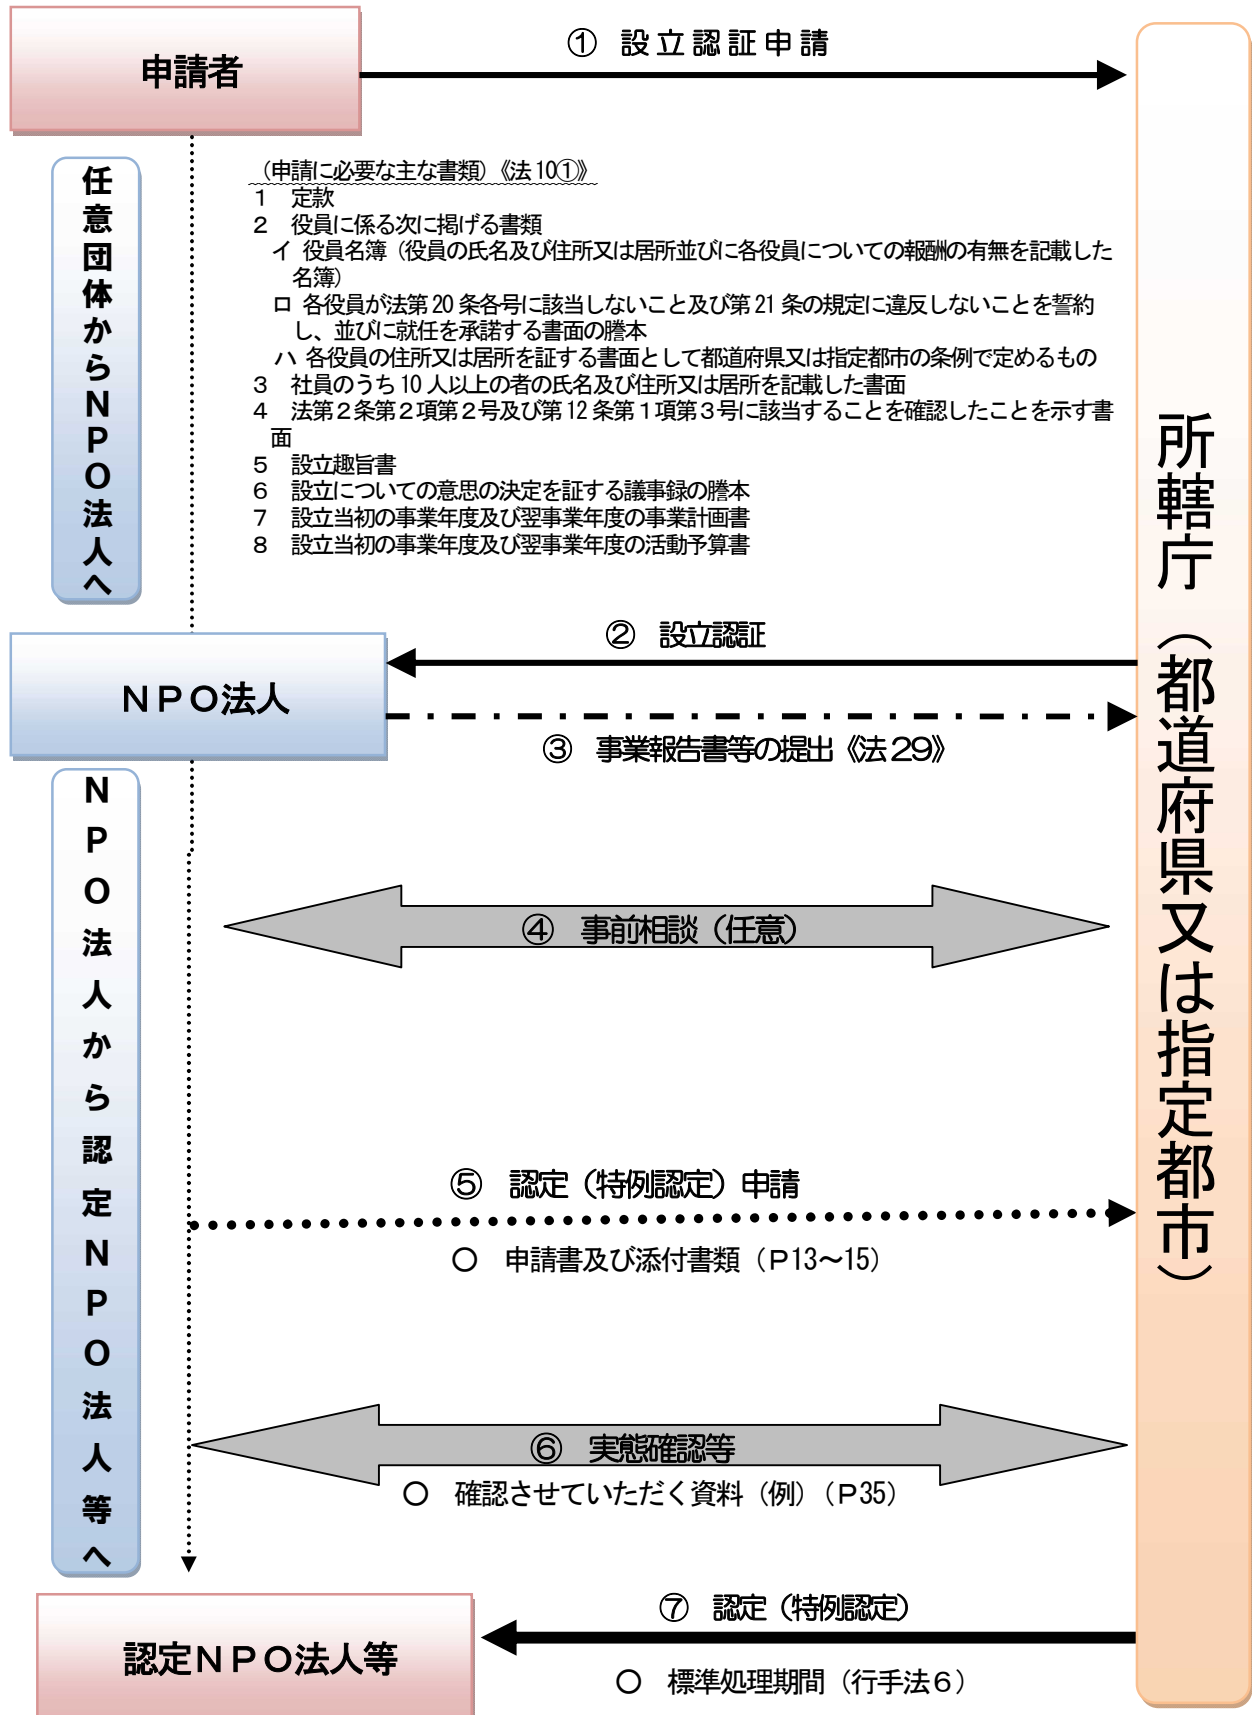 申請者
① 設立認証申請
任意団体からNPO法人へ
（申請に必要な主な書類）《法10①》
１　定款
２　役員に係る次に掲げる書類
イ 役員名簿（役員の氏名及び住所又は居所並びに各役員についての報酬の有無を記載した
名簿）
ロ 各役員が法第20条各号に該当しないこと及び第21条の規定に違反しないことを誓約
し、並びに就任を承諾する書面の謄本
ハ 各役員の住所又は居所を証する書面として都道府県又は指定都市の条例で定めるもの
３　社員のうち10人以上の者の氏名及び住所又は居所を記載した書面
４　法第２条第２項第２号及び第12条第１項第３号に該当することを確認したことを示す書
面
５　設立趣旨書
６　設立についての意思の決定を証する議事録の謄本
７　設立当初の事業年度及び翌事業年度の事業計画書
８　設立当初の事業年度及び翌事業年度の活動予算書
所轄庁（都道府県又は指定都市）
② 設立認証
ＮＰＯ法人
③ 事業報告書等の提出《法29》
NPO法人から認定NPO法人等へ
④ 事前相談（任意）
⑤ 認定（特例認定）申請
○ 申請書及び添付書類（Ｐ13～15）
⑥ 実態確認等
○ 確認させていただく資料（例）（Ｐ35）
⑦ 認定（特例認定）
認定ＮＰＯ法人等
○ 標準処理期間（行手法６）